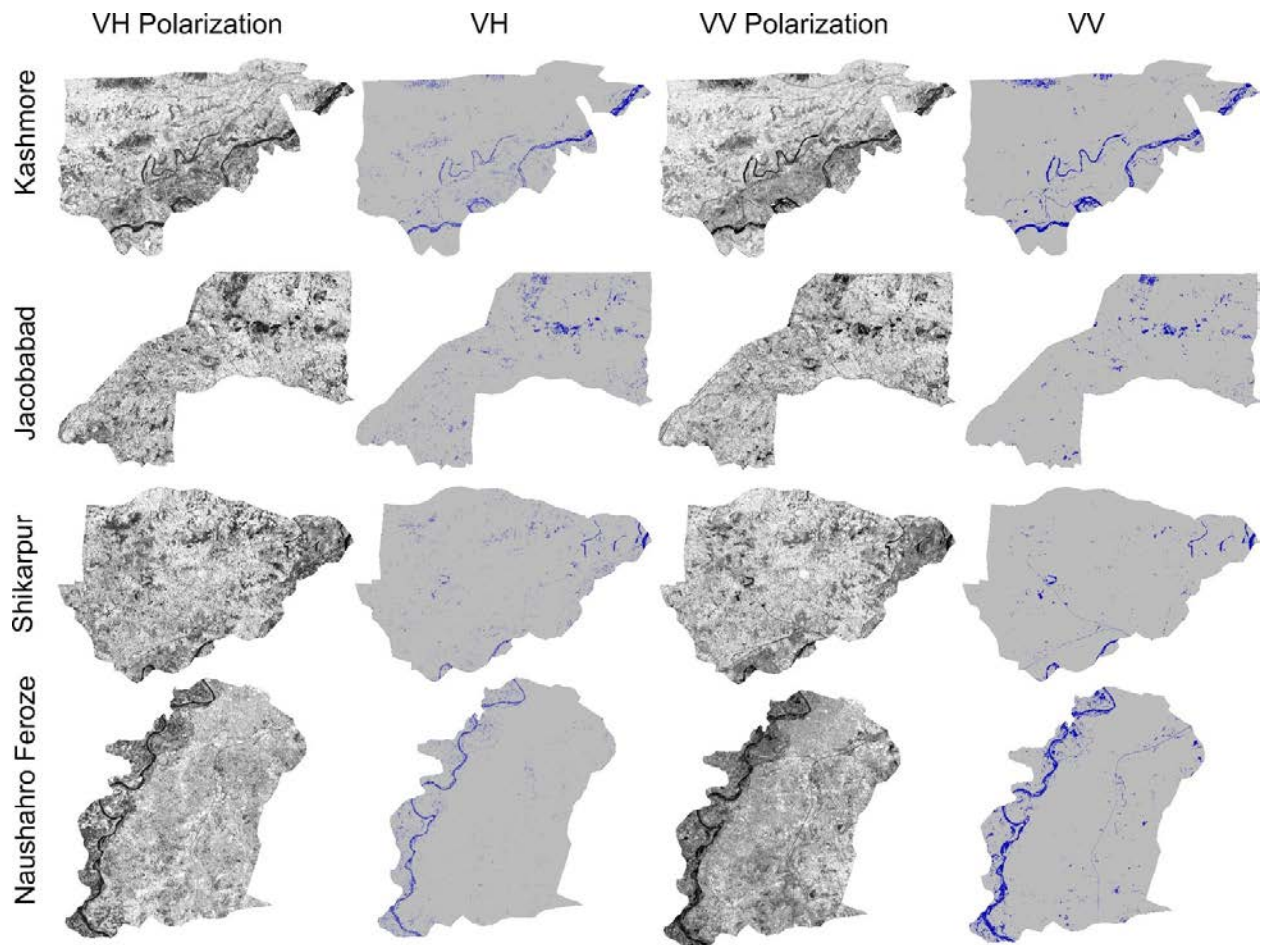 VH Polarization
VH
VV Polarization
VV
Kashmore
Jacobabad
Shikarpur
Naushahro Feroze